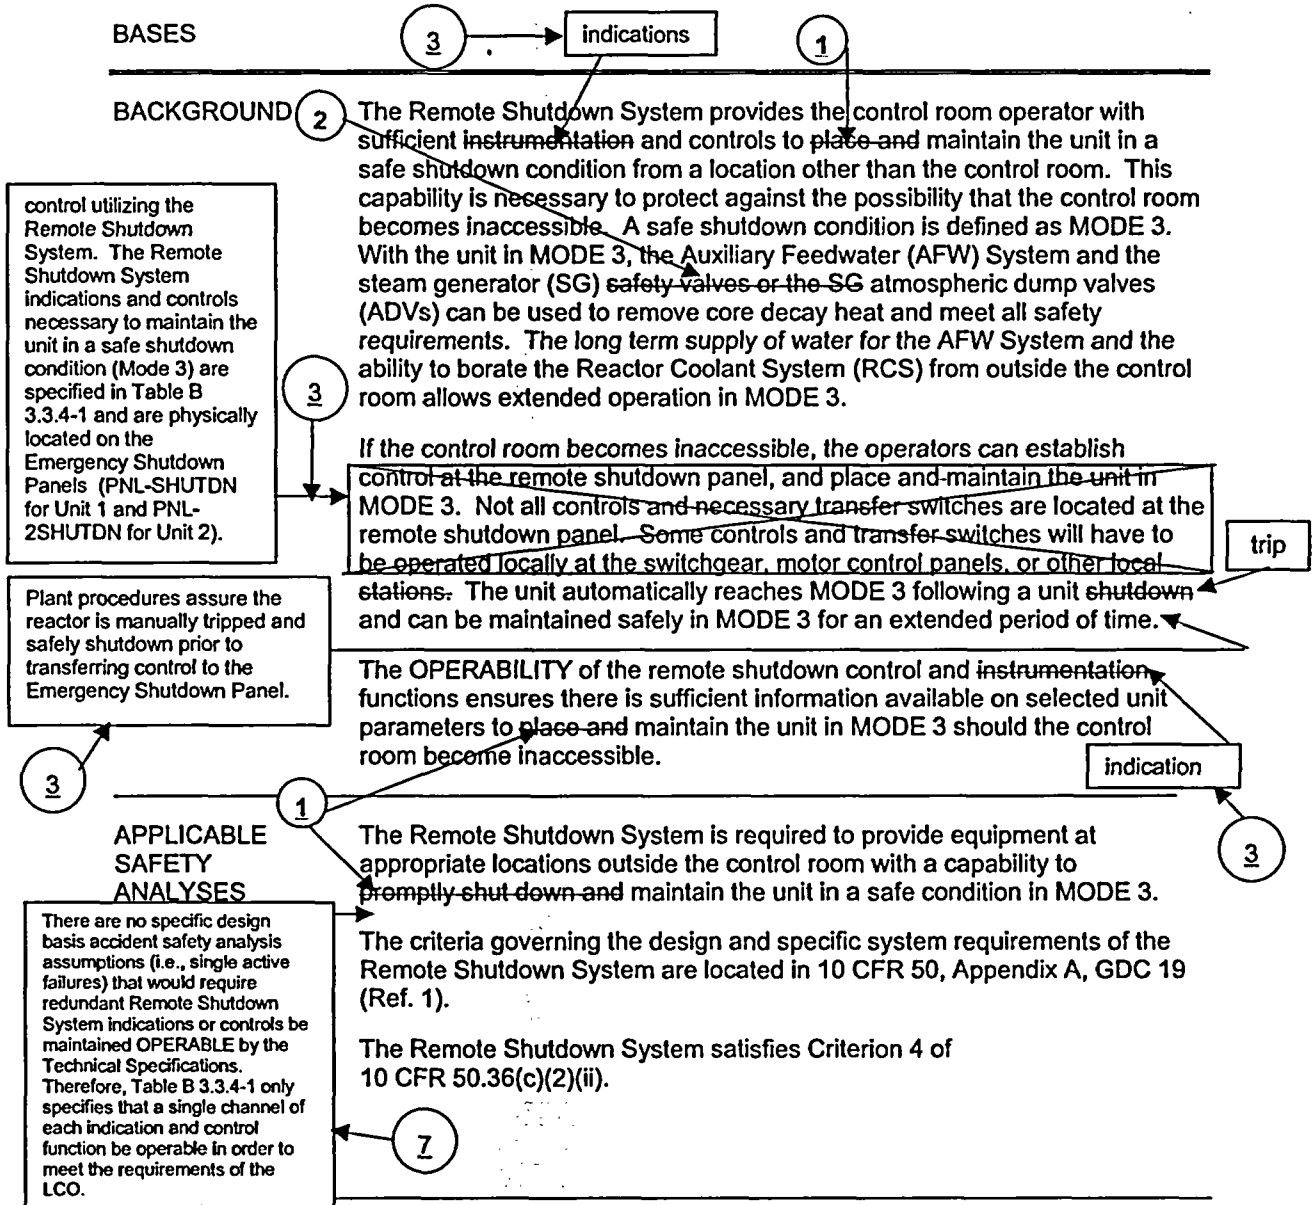 BASES
3
indications
1
BACKGROUND
2
The Remote Shutdown System provides the control room operator with
sufficient instrumentation and controls to place and maintain the unit in a
safe shutdown condition from a location other than the control room. This
capability is necessary to protect against the possibility that the control room
becomes inaccessible. A safe shutdown condition is defined as MODE 3.
With the unit in MODE 3, the Auxiliary Feedwater (AFW) System and the
steam generator (SG) safety valves or the SG atmospheric dump valves
(ADVs) can be used to remove core decay heat and meet all safety
requirements. The long term supply of water for the AFW System and the
ability to borate the Reactor Coolant System (RCS) from outside the control
room allows extended operation in MODE 3.
control utilizing the
Remote Shutdown
System. The Remote
Shutdown System
indications and controls
necessary to maintain the
unit in a safe shutdown
condition (Mode 3) are
specified in Table B
3.3.4-1 and are physically
located on the
Emergency Shutdown
Panels (PNL-SHUTDN
for Unit 1 and PNL-
2SHUTDN for Unit 2).
3
If the control room becomes inaccessible, the operators can establish
control at the remote shutdown panel, and place and maintain the unit in
MODE 3. Not all controls and necessary transfer switches are located at the
remote shutdown panel. Some controls and transfer switches will have to
be operated locally at the switchgear, motor control panels, or other local
stations. The unit automatically reaches MODE 3 following a unit shutdown
and can be maintained safely in MODE 3 for an extended period of time.
trip
Plant procedures assure the
reactor is manually tripped and
safely shutdown prior to
transferring control to the
Emergency Shutdown Panel.
3
The OPERABILITY of the remote shutdown control and instrumentation
functions ensures there is sufficient information available on selected unit
parameters to place and maintain the unit in MODE 3 should the control
room become inaccessible.
indication
3
1
APPLICABLE
SAFETY
ANALYSES
The Remote Shutdown System is required to provide equipment at
appropriate locations outside the control room with a capability to
promptly shut down and maintain the unit in a safe condition in MODE 3.
There are no specific design
basis accident safety analysis
assumptions (i.e., single active
failures) that would require
redundant Remote Shutdown
System indications or controls be
maintained OPERABLE by the
Technical Specifications.
Therefore, Table B 3.3.4-1 only
specifies that a single channel of
each indication and control
function be operable in order to
meet the requirements of the
LCO.
7
The criteria governing the design and specific system requirements of the
Remote Shutdown System are located in 10 CFR 50, Appendix A, GDC 19
(Ref. 1).
The Remote Shutdown System satisfies Criterion 4 of
10 CFR 50.36(c)(2)(ii).